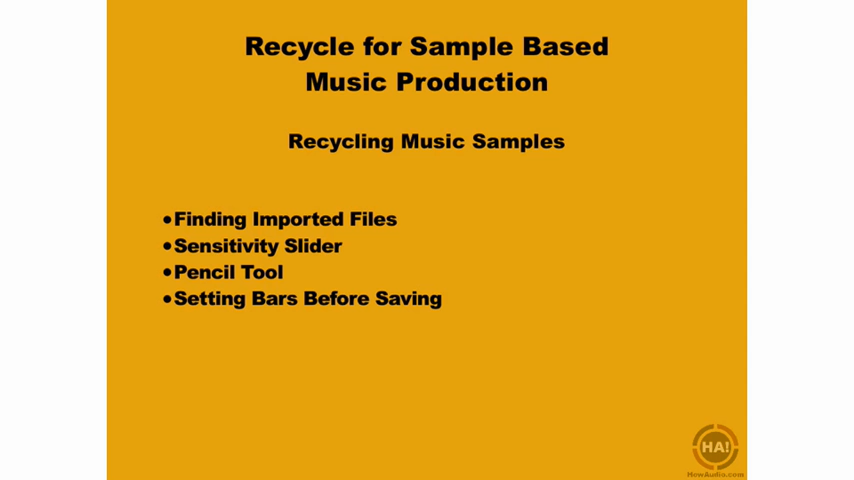 Recycle for Sample Based
Music Production
Recycling Music Samples
•Finding Imported Files
•Sensitivity Slider
•Pencil Tool
•Setting Bars Before Saving
HA!
HowAudio.com